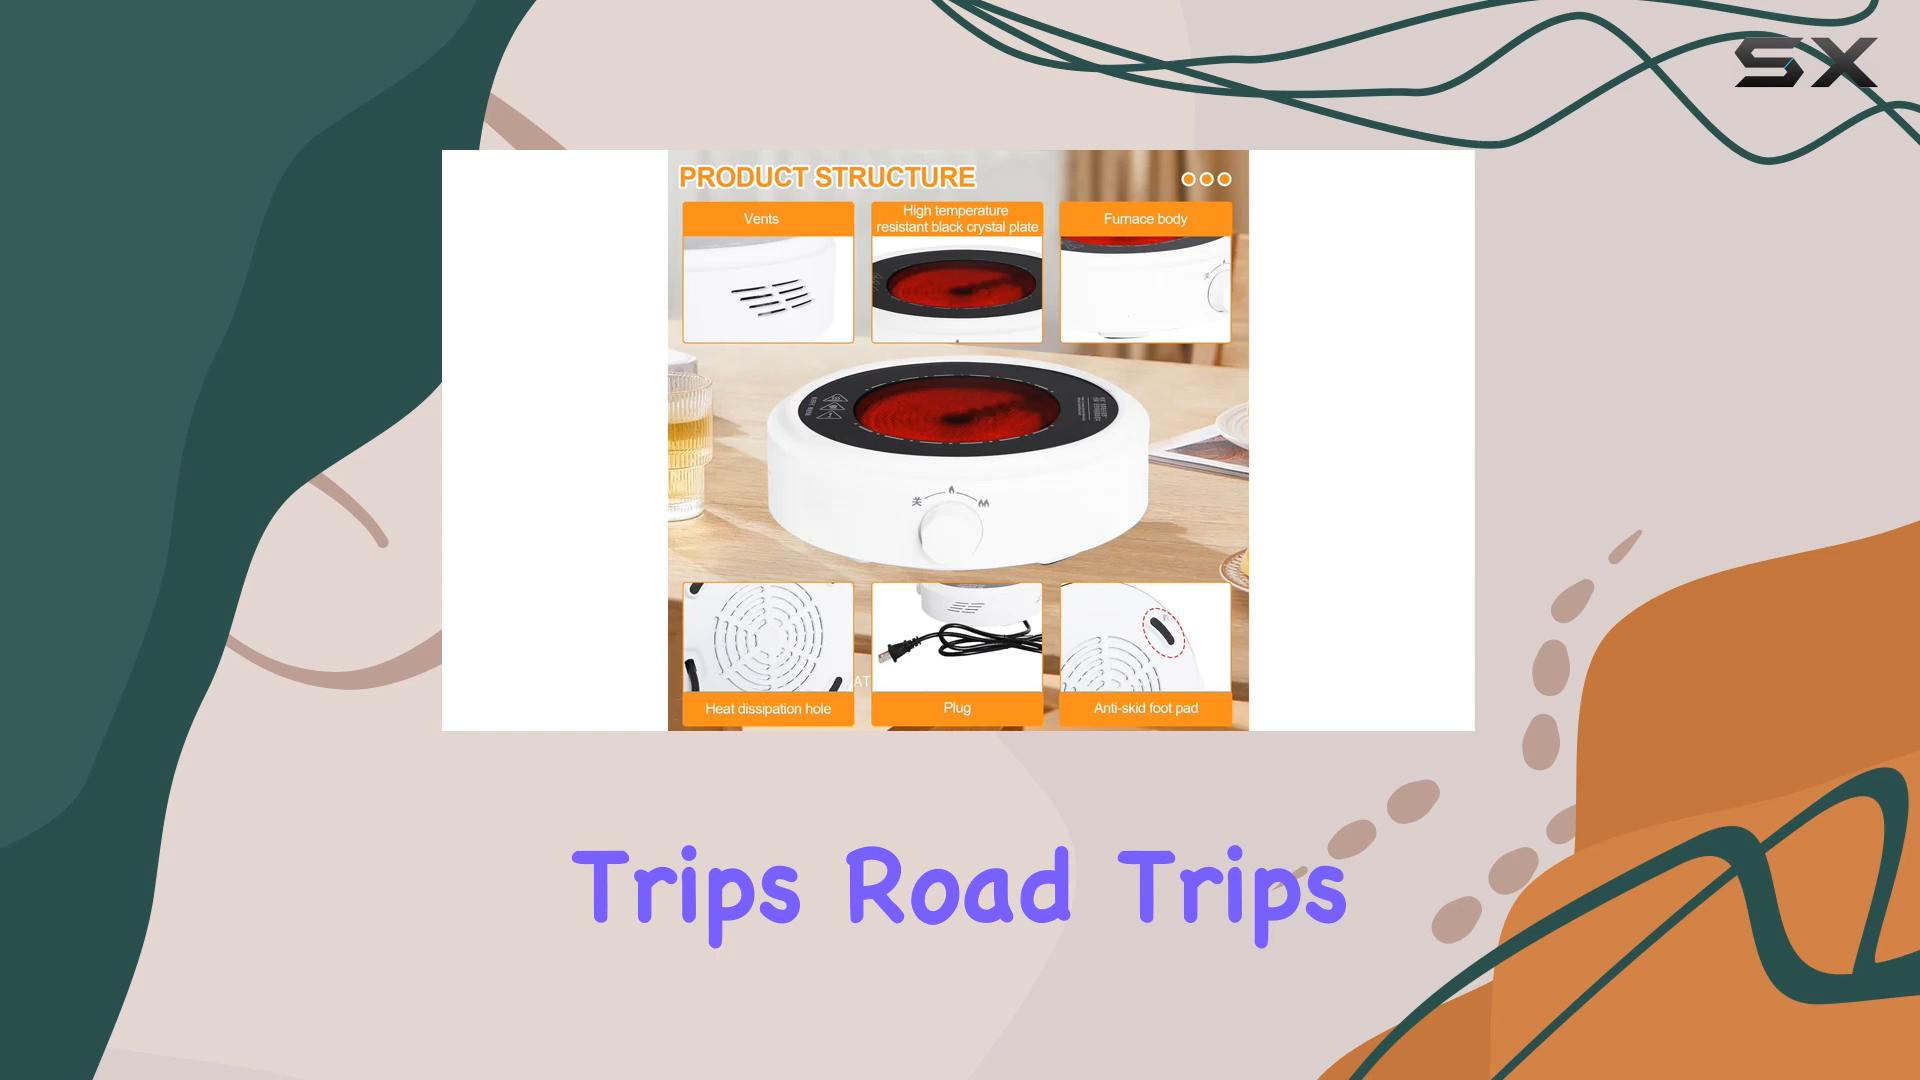 SX
PRODUCT STRUCTURE
Vents
High temperature
resistant black crystal plate
Furnace body
关
Heat dissipation hole
AT
Plug
Anti-skid foot pad
Trips Road Trips